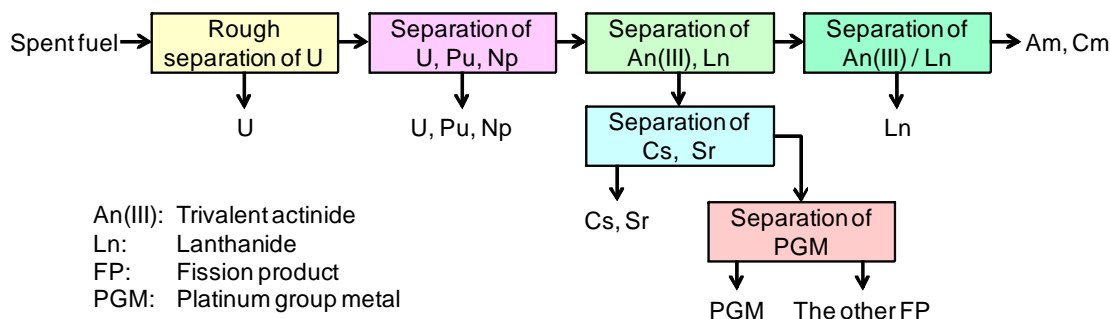 Spent fuel
Rough
separation of U
Separation of
U, Pu, Np
Separation of
An(III), Ln
Separation of
An(III) / Ln
Am, Cm
U
U, Pu, Np
Separation of
Cs, Sr
Ln
Cs, Sr
Separation of
PGM
PGM
The other FP
An(III): Trivalent actinide
Ln: Lanthanide
FP: Fission product
PGM: Platinum group metal